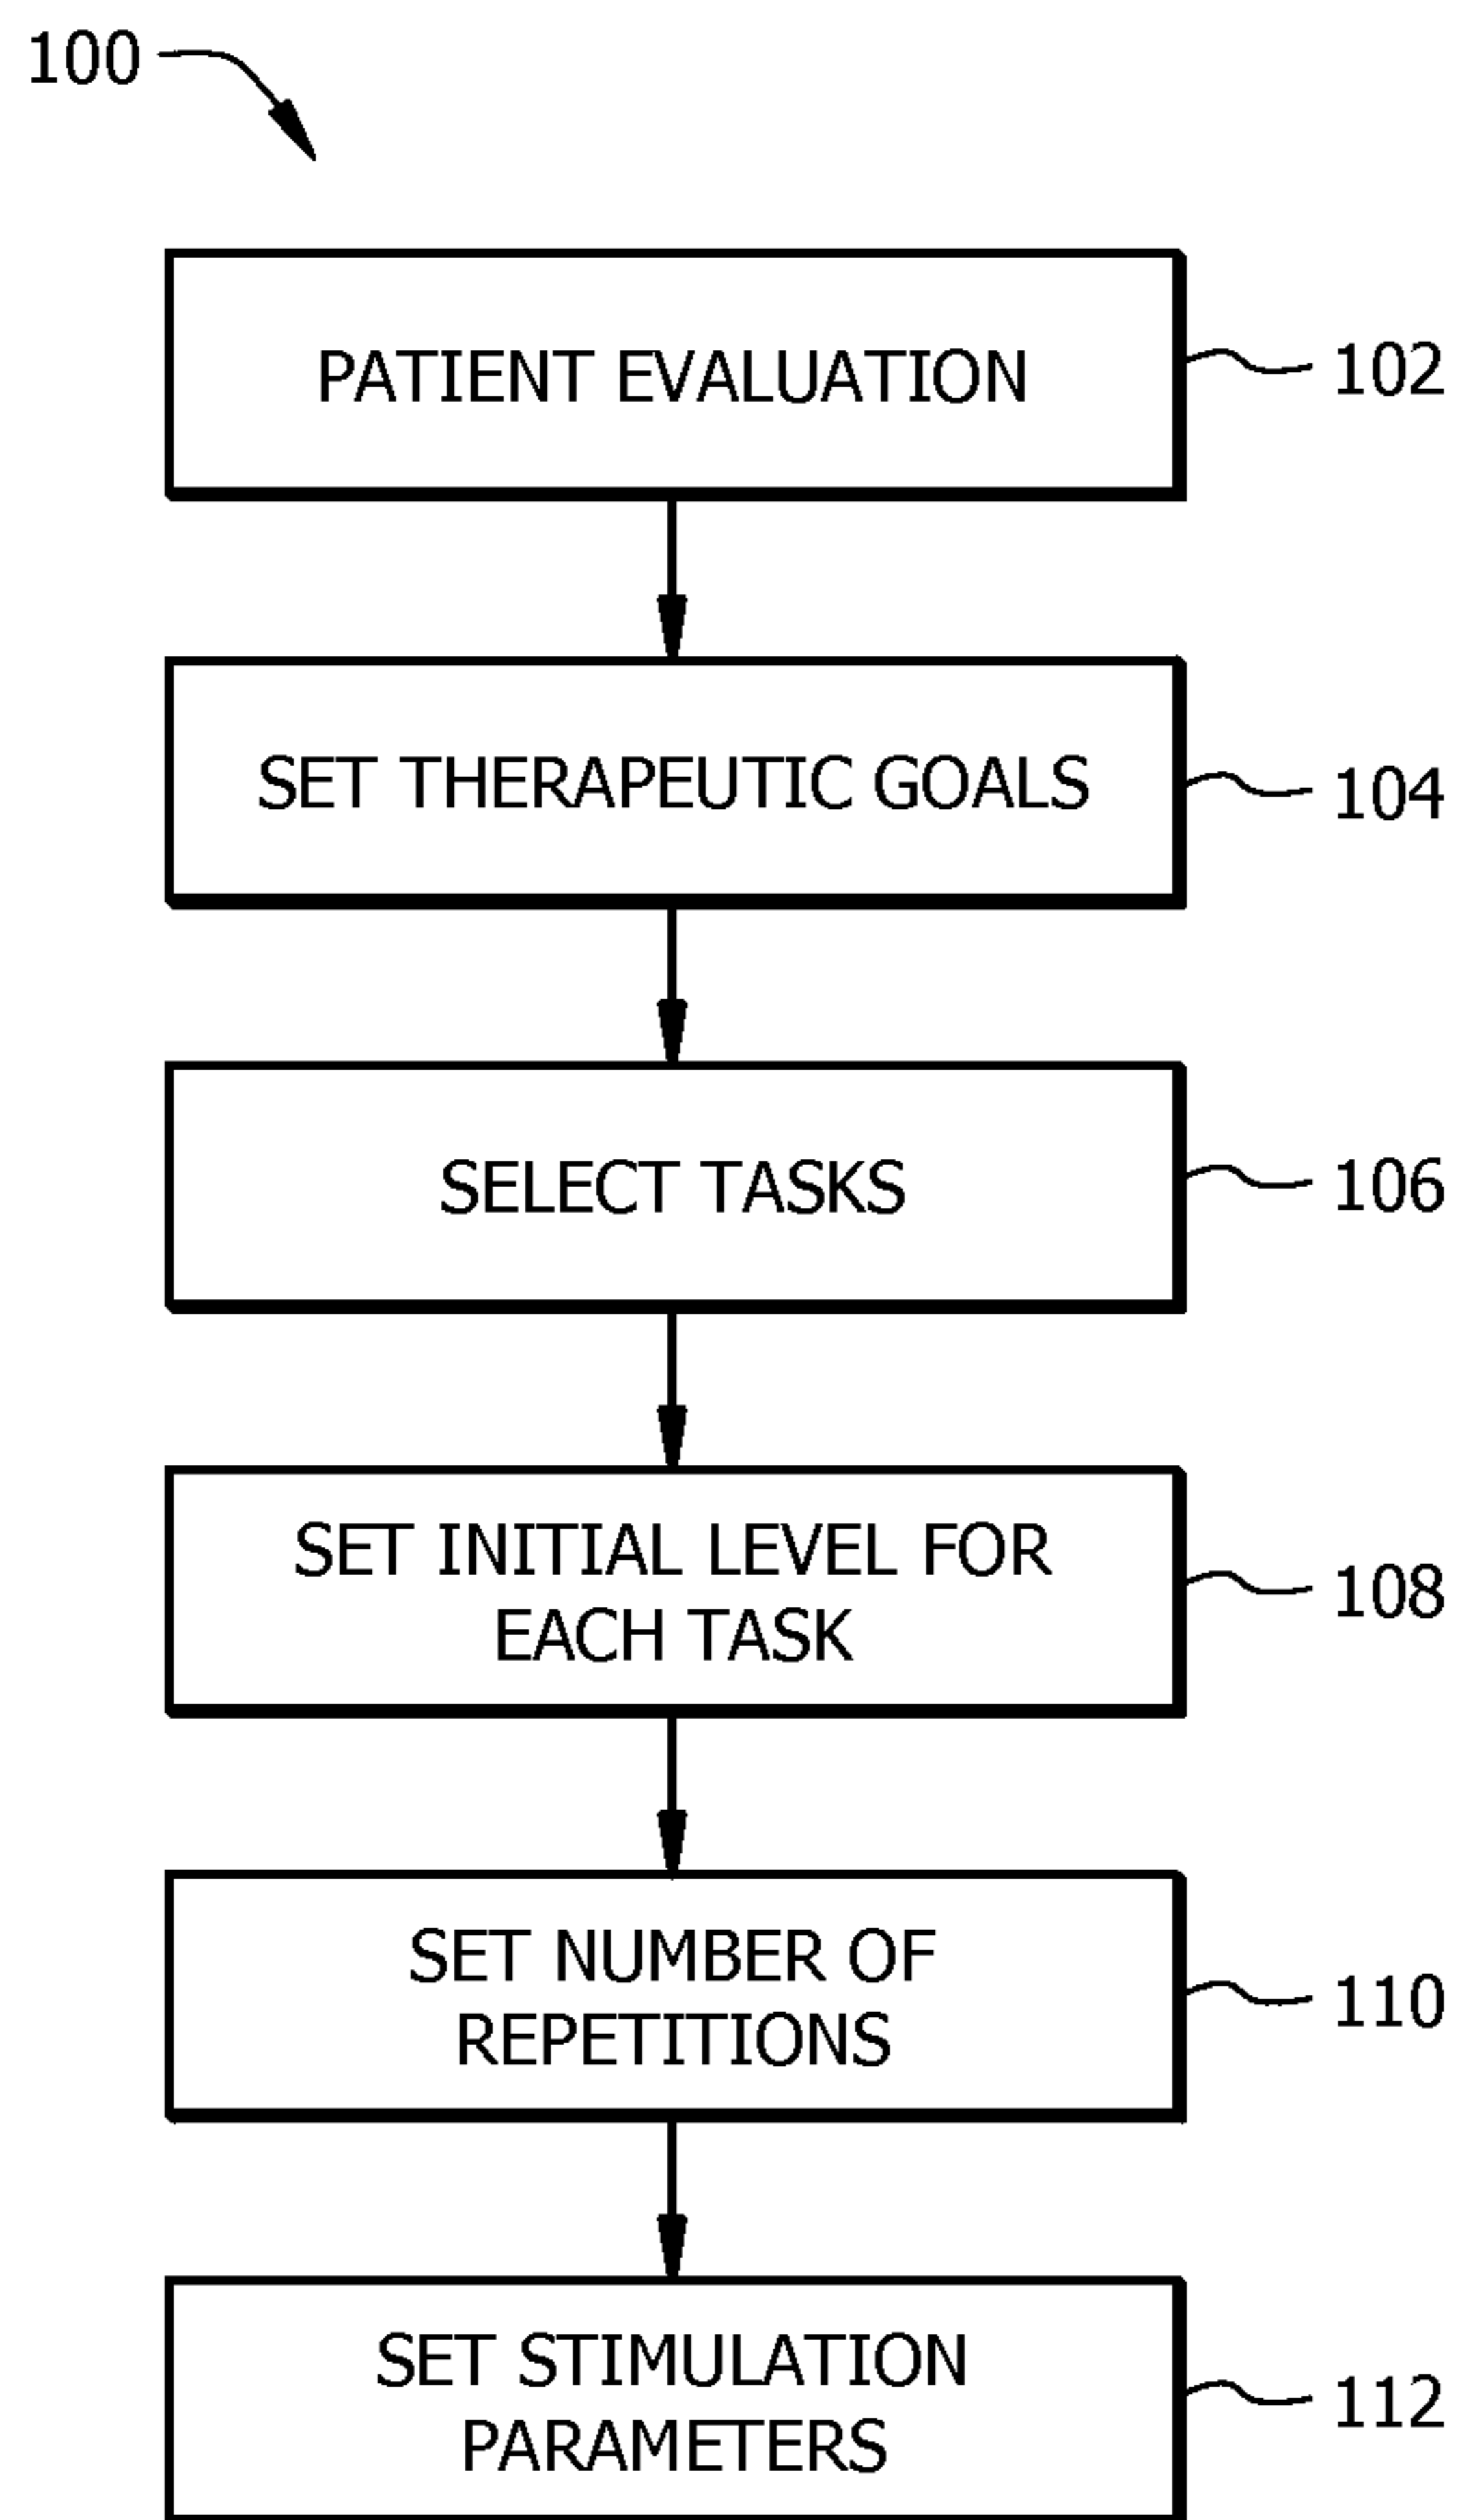 100
PATIENT EVALUATION
102
SET THERAPEUTIC GOALS
104
SELECT TASKS
106
SET INITIAL LEVEL FOR
EACH TASK
108
SET NUMBER OF
REPETITIONS
110
SET STIMULATION
PARAMETERS
112